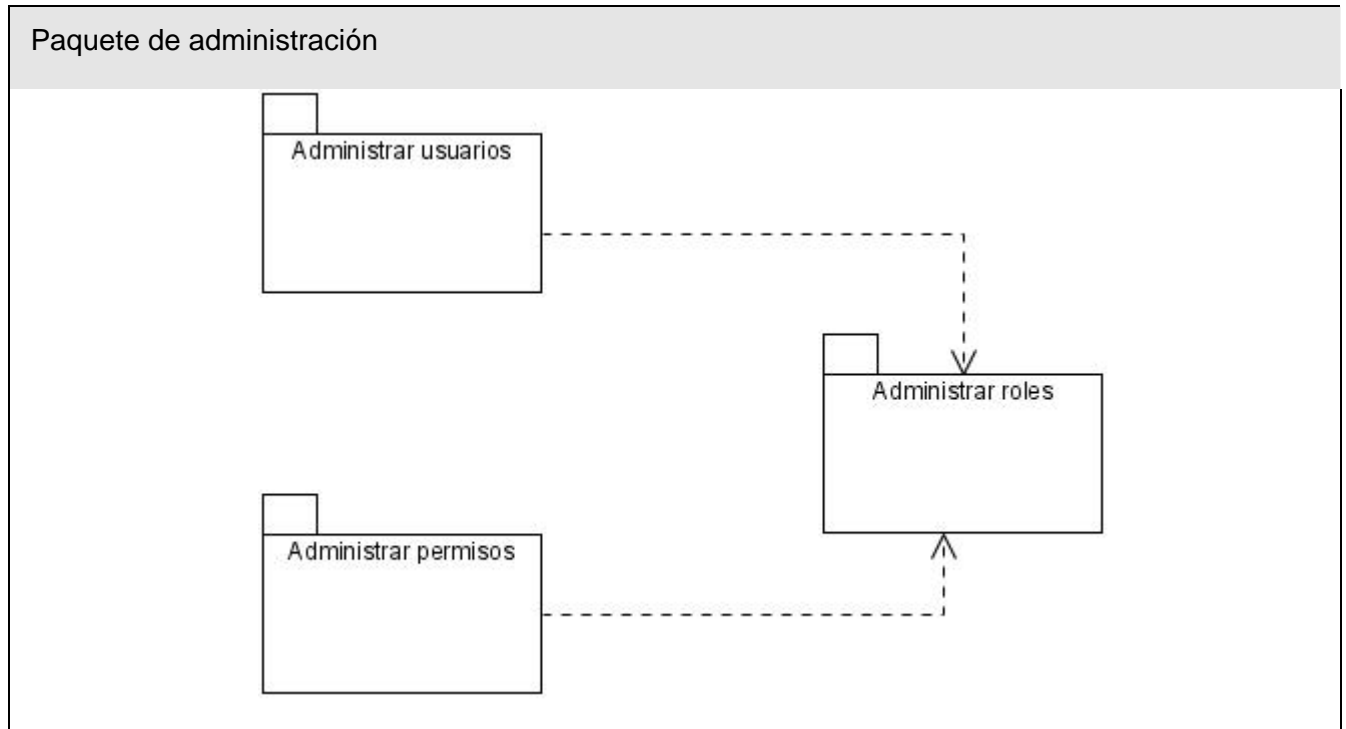 Paquete de administración
Administrar usuarios
Administrar roles
Administrar permisos